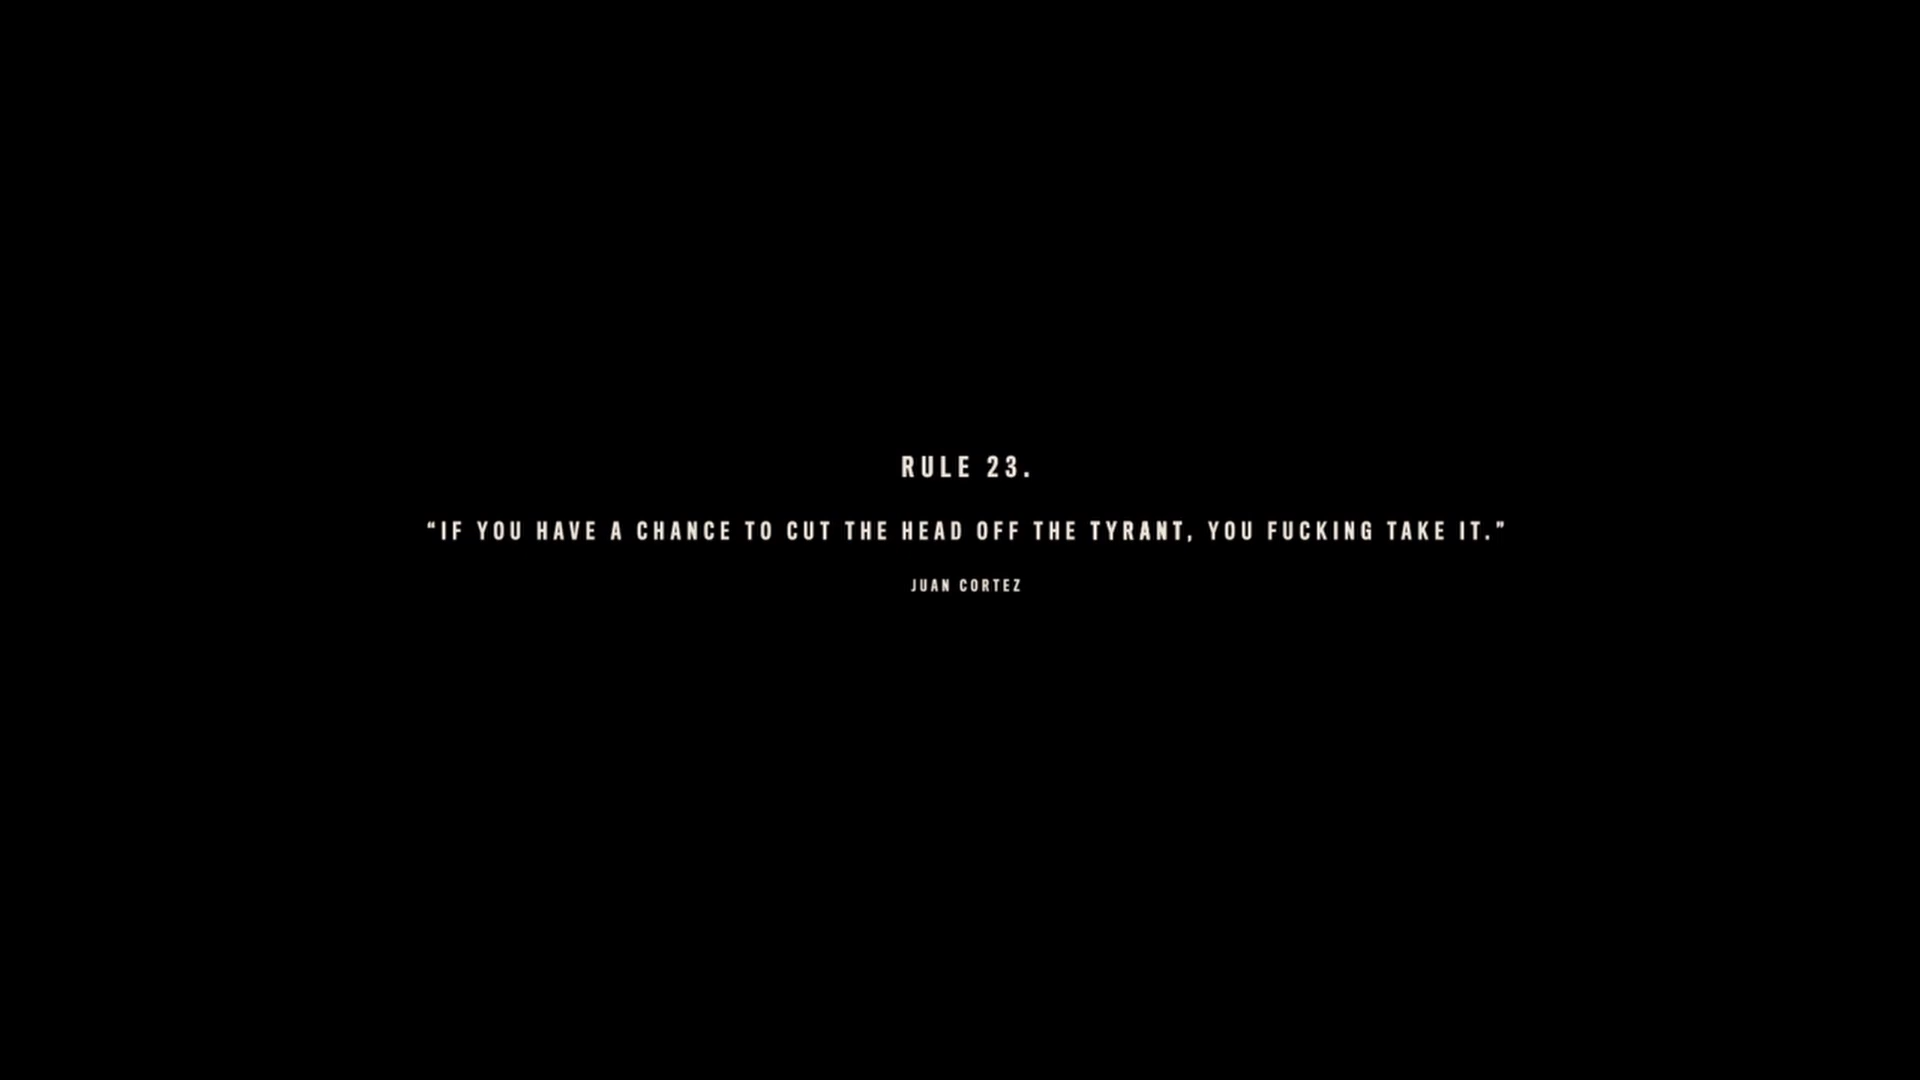 RULE 23.
“IF YOU HAVE A CHANCE TO CUT THE HEAD OFF THE TYRANT, YOU FUCKING TAKE IT.”
JUAN CORTEZ